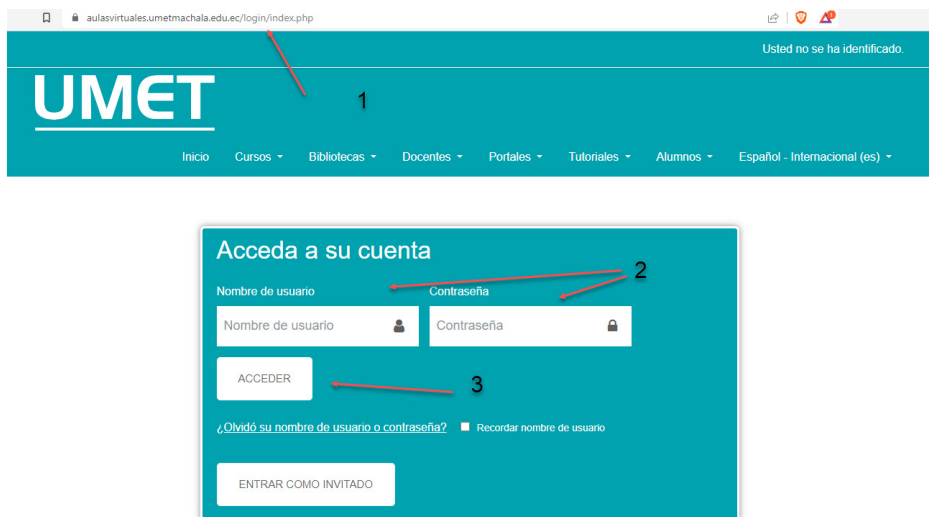 aulasvirtuales.umetmachala.edu.ec/login/index.php
Usted no se ha identificado.
UMET
1
Inicio Cursos Bibliotecas Docentes Portales Tutoriales Alumnos Español - Internacional (es)
Acceda a su cuenta
2
Nombre de usuario Contraseña
Nombre de usuario Contraseña
ACCEDER
3
¿Olvidó su nombre de usuario o contraseña? Recordar nombre de usuario
ENTRAR COMO INVITADO